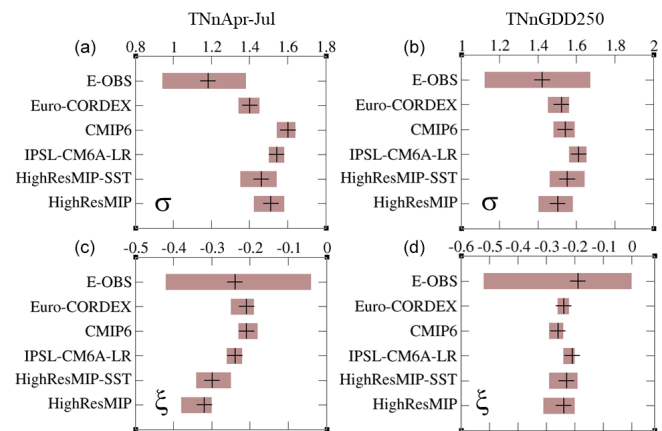 TNnApr-Jul TNnGDD250
(a) 0.8 1 1.2 1.4 1.6 1.8
E-OBS
Euro-CORDEX
CMIP6
IPSL-CM6A-LR
HighResMIP-SST
HighResMIP
σ
(b) 1 1.2 1.4 1.6 1.8 2
E-OBS
Euro-CORDEX
CMIP6
IPSL-CM6A-LR
HighResMIP-SST
HighResMIP
σ
(c) -0.5 -0.4 -0.3 -0.2 -0.1 0
E-OBS
Euro-CORDEX
CMIP6
IPSL-CM6A-LR
HighResMIP-SST
HighResMIP
ξ
(d) -0.6 -0.5 -0.4 -0.3 -0.2 -0.1 0
E-OBS
Euro-CORDEX
CMIP6
IPSL-CM6A-LR
HighResMIP-SST
HighResMIP
ξ